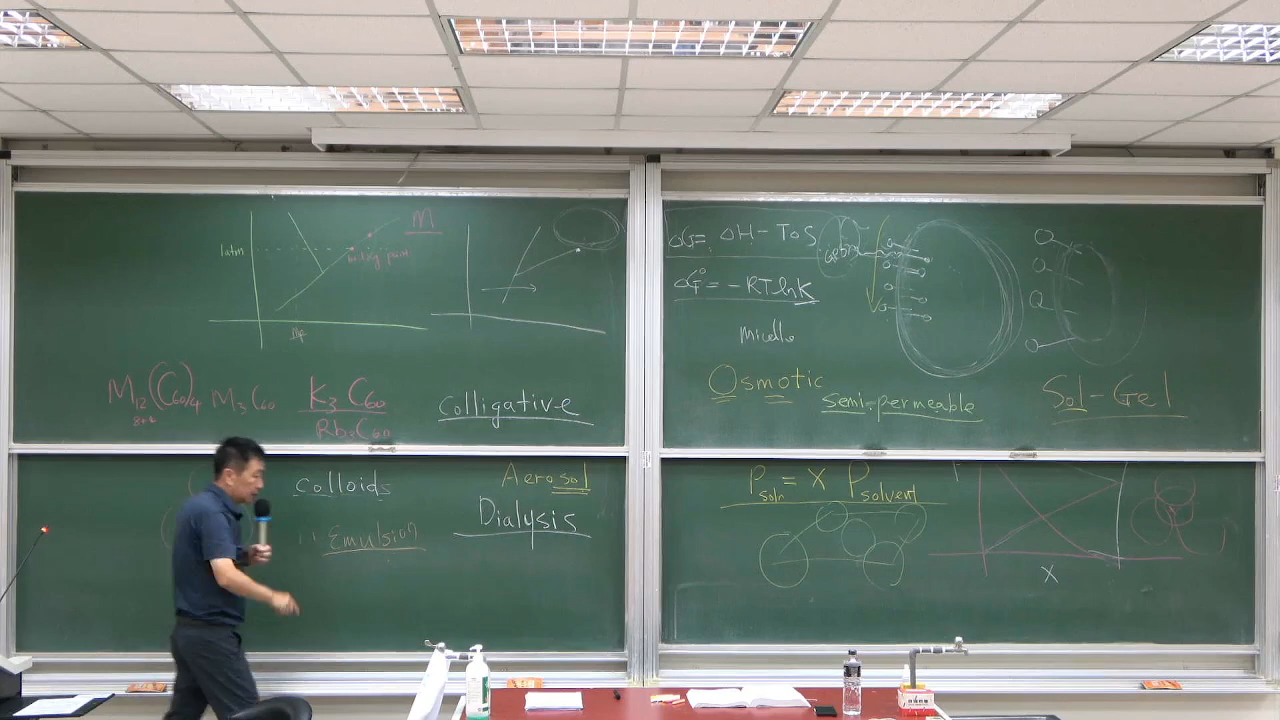 1atm
M
boiling point
mp
M12(C60)4 M3C60 K3C60
Rb3C60
Colligative
Colloids
Aerosol
Emulsion
Dialysis
ΔG = ΔH - TΔS
ΔG° = -RTlnK
Micelle
Osmotic
Semi-permeable
Sol-Gel
Psoln = X Psolvent
P
X